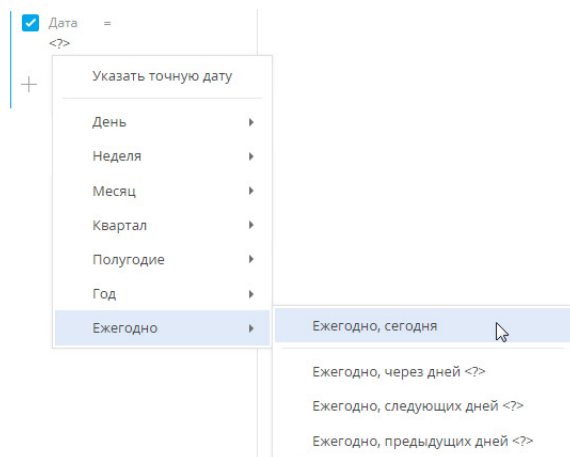 Дата =
<?>
Указать точную дату
День
Неделя
Месяц
Квартал
Полугодие
Год
Ежегодно
Ежегодно, сегодня
Ежегодно, через дней <?>
Ежегодно, следующих дней <?>
Ежегодно, предыдущих дней <?>